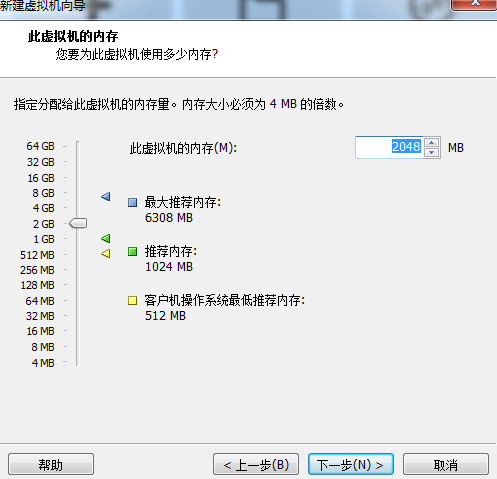 新建虚拟机向导
此虚拟机的内存
您要为此虚拟机使用多少内存?
指定分配给此虚拟机的内存量。内存大小必须为 4 MB 的倍数。
64 GB
32 GB
16 GB
8 GB
4 GB
2 GB
1 GB
512 MB
256 MB
128 MB
64 MB
32 MB
16 MB
8 MB
4 MB
此虚拟机的内存(M):
2048 MB
最大推荐内存:
6308 MB
推荐内存:
1024 MB
客户机操作系统最低推荐内存:
512 MB
帮助
< 上一步(B)
下一步(N) >
取消